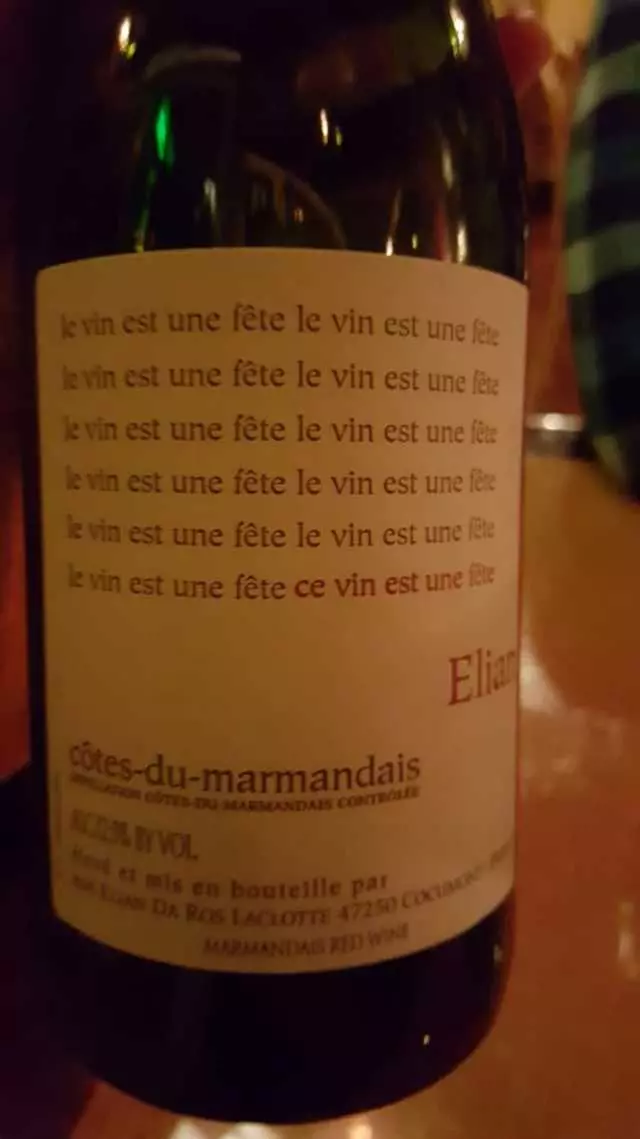 le vin est une fête le vin est une fête
le vin est une fête le vin est une fête
le vin est une fête le vin est une fête
le vin est une fête le vin est une fête
le vin est une fête le vin est une fête
le vin est une fête ce vin est une fête
Elian
côtes-du-marmandais
APPELLATION CÔTES-DU-MARMANDAIS CONTRÔLÉE
BY VOL.
et mis en bouteille par
ELIAN DA ROS LACLOTTE 47250 COCUMONT
MARMANDAIS RED WINE